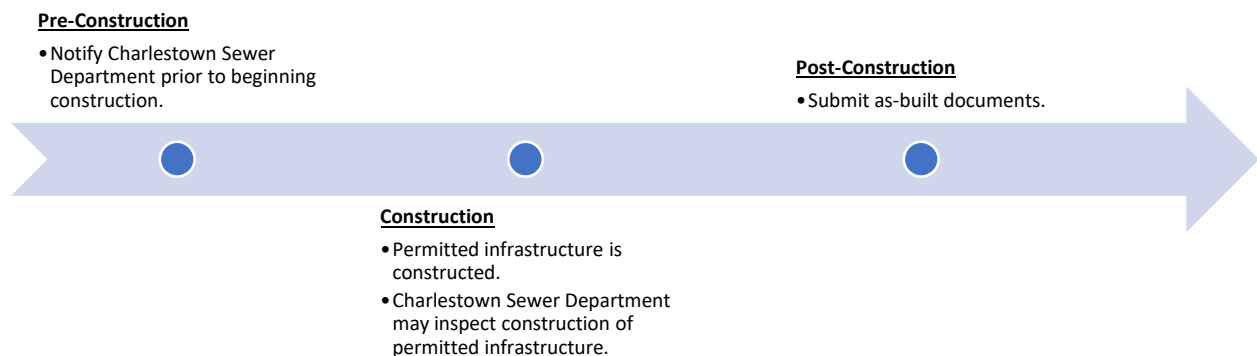 Pre-Construction
•Notify Charlestown Sewer
Department prior to beginning
construction.
Construction
•Permitted infrastructure is
constructed.
•Charlestown Sewer Department
may inspect construction of
permitted infrastructure.
Post-Construction
•Submit as-built documents.